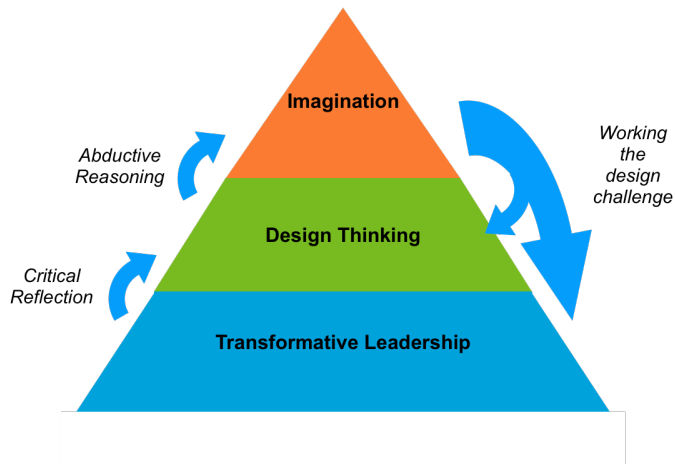 Imagination
Abductive
Reasoning
Working
the
design
challenge
Design Thinking
Critical
Reflection
Transformative Leadership